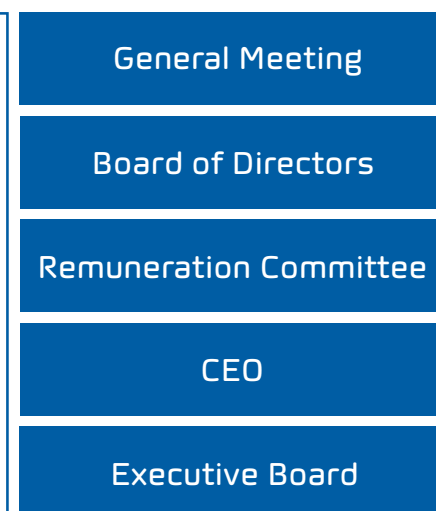 General Meeting
Board of Directors
Remuneration Committee
CEO
Executive Board